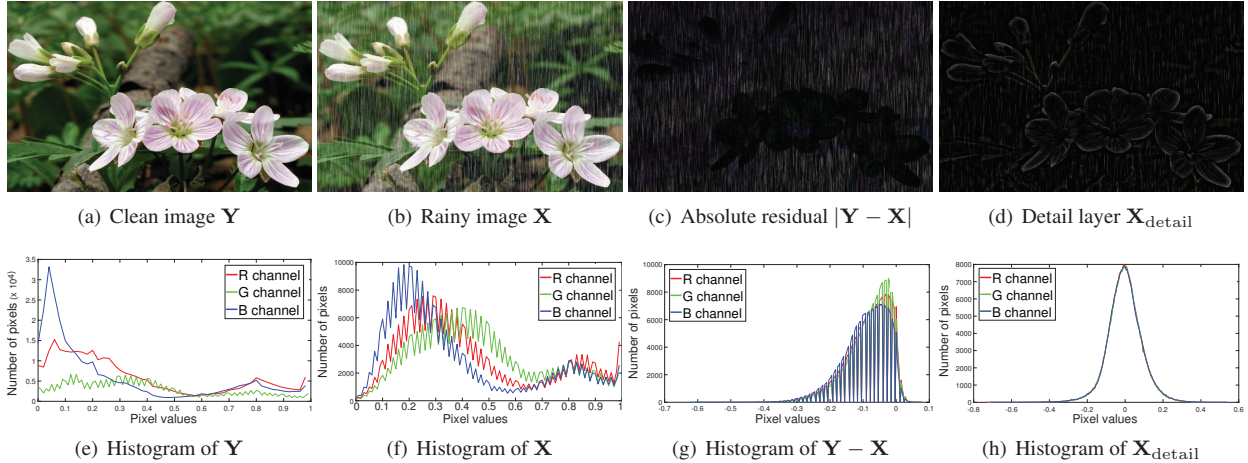 (a) Clean image Y
(b) Rainy image X
(c) Absolute residual |Y − X|
(d) Detail layer X_detail
Number of pixels (x 10⁴)
3.5
3
2.5
2
1.5
1
0.5
0
0 0.1 0.2 0.3 0.4 0.5 0.6 0.7 0.8 0.9 1
Pixel values
R channel
G channel
B channel
(e) Histogram of Y
Number of pixels
10000
8000
6000
4000
2000
0
0 0.1 0.2 0.3 0.4 0.5 0.6 0.7 0.8 0.9 1
Pixel values
R channel
G channel
B channel
(f) Histogram of X
Number of pixels
10000
8000
6000
4000
2000
0
-0.7 -0.6 -0.5 -0.4 -0.3 -0.2 -0.1 0 0.1
Pixel values
R channel
G channel
B channel
(g) Histogram of Y − X
Number of pixels
8000
7000
6000
5000
4000
3000
2000
1000
0
-0.8 -0.6 -0.4 -0.2 0 0.2 0.4 0.6
Pixel values
R channel
G channel
B channel
(h) Histogram of X_detail